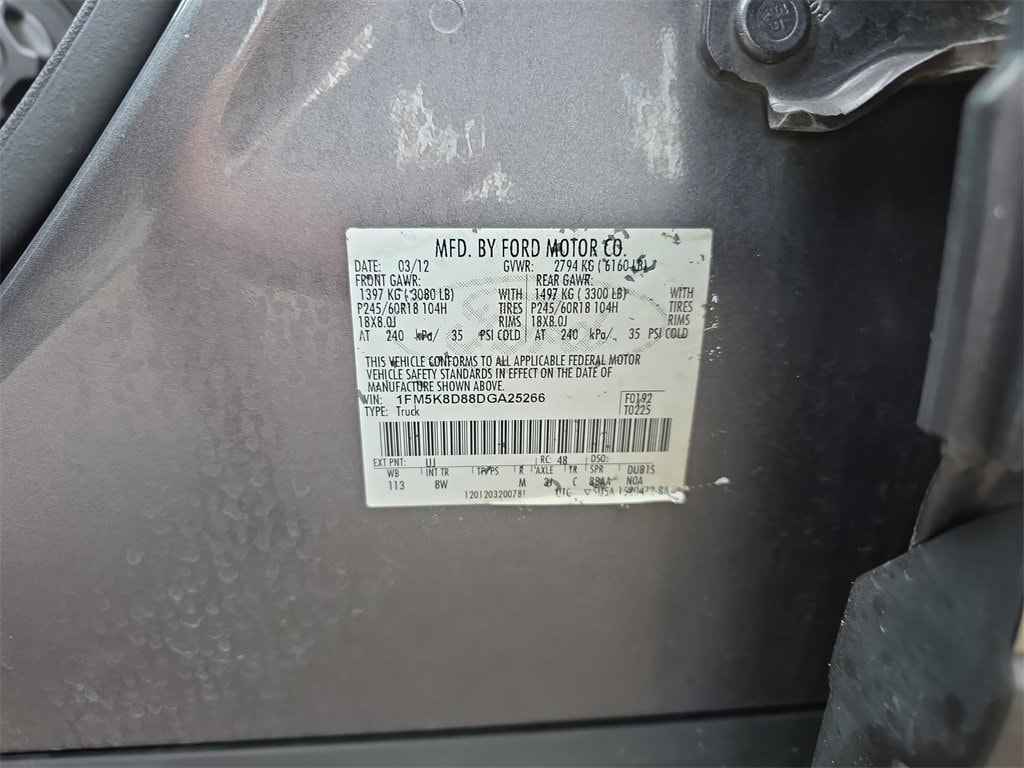 MFD. BY FORD MOTOR CO.
DATE: 03/12 GVWR: 2794 KG ( 6160 LB)
FRONT GAWR: REAR GAWR:
1397 KG ( 3080 LB) WITH 1497 KG ( 3300 LB) WITH
P245/60R18 104H TIRES P245/60R18 104H TIRES
18X8.0J RIMS 18X8.0J RIMS
AT 240 kPa/ 35 PSI COLD AT 240 kPa/ 35 PSI COLD
THIS VEHICLE CONFORMS TO ALL APPLICABLE FEDERAL MOTOR
VEHICLE SAFETY STANDARDS IN EFFECT ON THE DATE OF
MANUFACTURE SHOWN ABOVE.
VIN: 1FM5K8D88DGA25266 F0192
TYPE: Truck T0225
EXT PNT: UJ RC: 48 DSO:
WB INT TR TP/PS R AXLE TR SPR DUB1S
113 8W M C BBAA NOA
120120320078 UTC